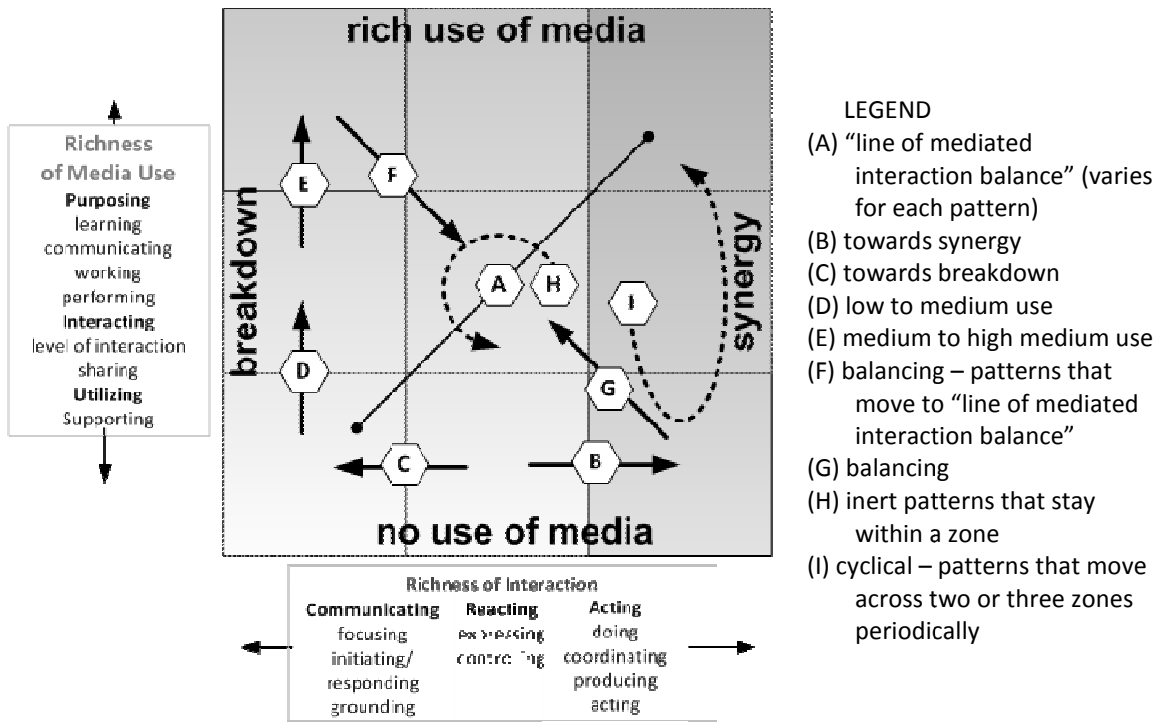 rich use of media
Richness
of Media Use
Purposing
learning
communicating
working
performing
Interacting
level of interaction
sharing
Utilizing
Supporting
breakdown
synergy
E
F
A
H
I
D
G
C
B
no use of media
Richness of Interaction
Communicating
focusing
initiating/
responding
grounding
Reacting
expressing
controlling
Acting
doing
coordinating
producing
acting
LEGEND
(A) “line of mediated
interaction balance” (varies
for each pattern)
(B) towards synergy
(C) towards breakdown
(D) low to medium use
(E) medium to high medium use
(F) balancing – patterns that
move to “line of mediated
interaction balance”
(G) balancing
(H) inert patterns that stay
within a zone
(I) cyclical – patterns that move
across two or three zones
periodically